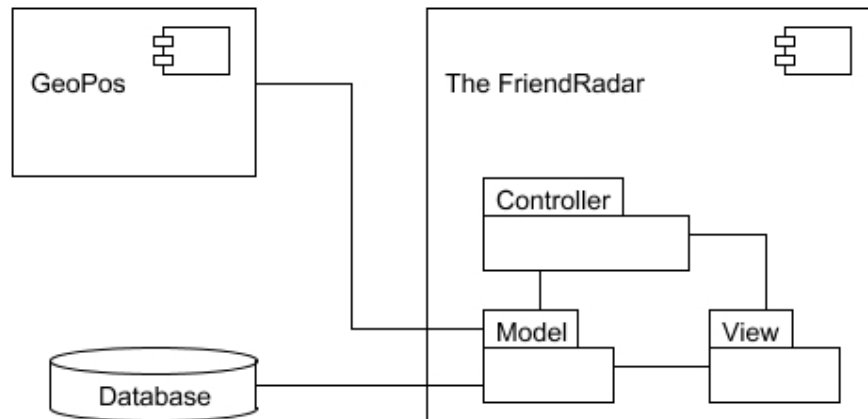 GeoPos
The FriendRadar
Controller
Model
View
Database